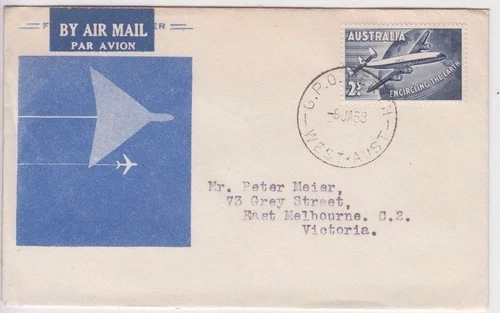 BY AIR MAIL
PAR AVION
AUSTRALIA
2/-
ENCIRCLING THE EARTH
G.P.O.
-6JA58
WEST-AUST
Mr. Peter Meier,
73 Grey Street,
East Melbourne. C.2.
Victoria.